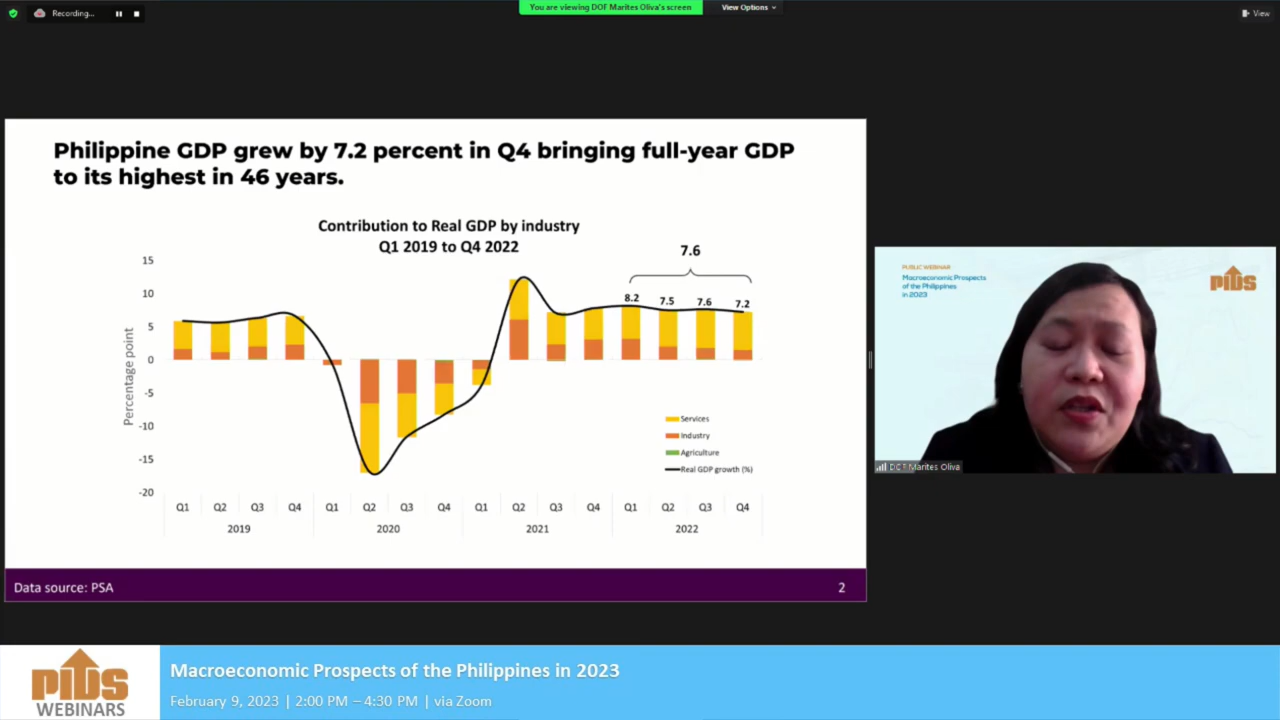 Recording...
You are viewing DOF Marites Oliva's screen
View Options
View
Philippine GDP grew by 7.2 percent in Q4 bringing full-year GDP
to its highest in 46 years.
Contribution to Real GDP by industry
Q1 2019 to Q4 2022
7.6
15
10
5
0
-5
-10
-15
-20
Percentage point
8.2 7.5 7.6 7.2
Services
Industry
Agriculture
Real GDP growth (%)
Q1 Q2 Q3 Q4 Q1 Q2 Q3 Q4 Q1 Q2 Q3 Q4 Q1 Q2 Q3 Q4
2019 2020 2021 2022
Data source: PSA
2
PUBLIC WEBINAR
Macroeconomic Prospects
of the Philippines
in 2023
PIDS
DOF Marites Oliva
PIDS
WEBINARS
Macroeconomic Prospects of the Philippines in 2023
February 9, 2023 | 2:00 PM – 4:30 PM | via Zoom